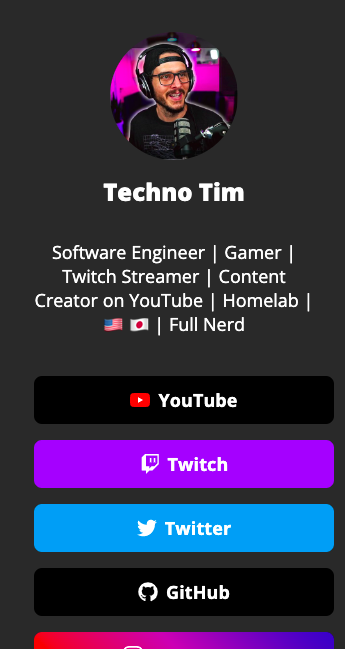 Techno Tim
Software Engineer | Gamer |
Twitch Streamer | Content
Creator on YouTube | Homelab |
🇺🇸 🇯🇵 | Full Nerd
YouTube
Twitch
Twitter
GitHub